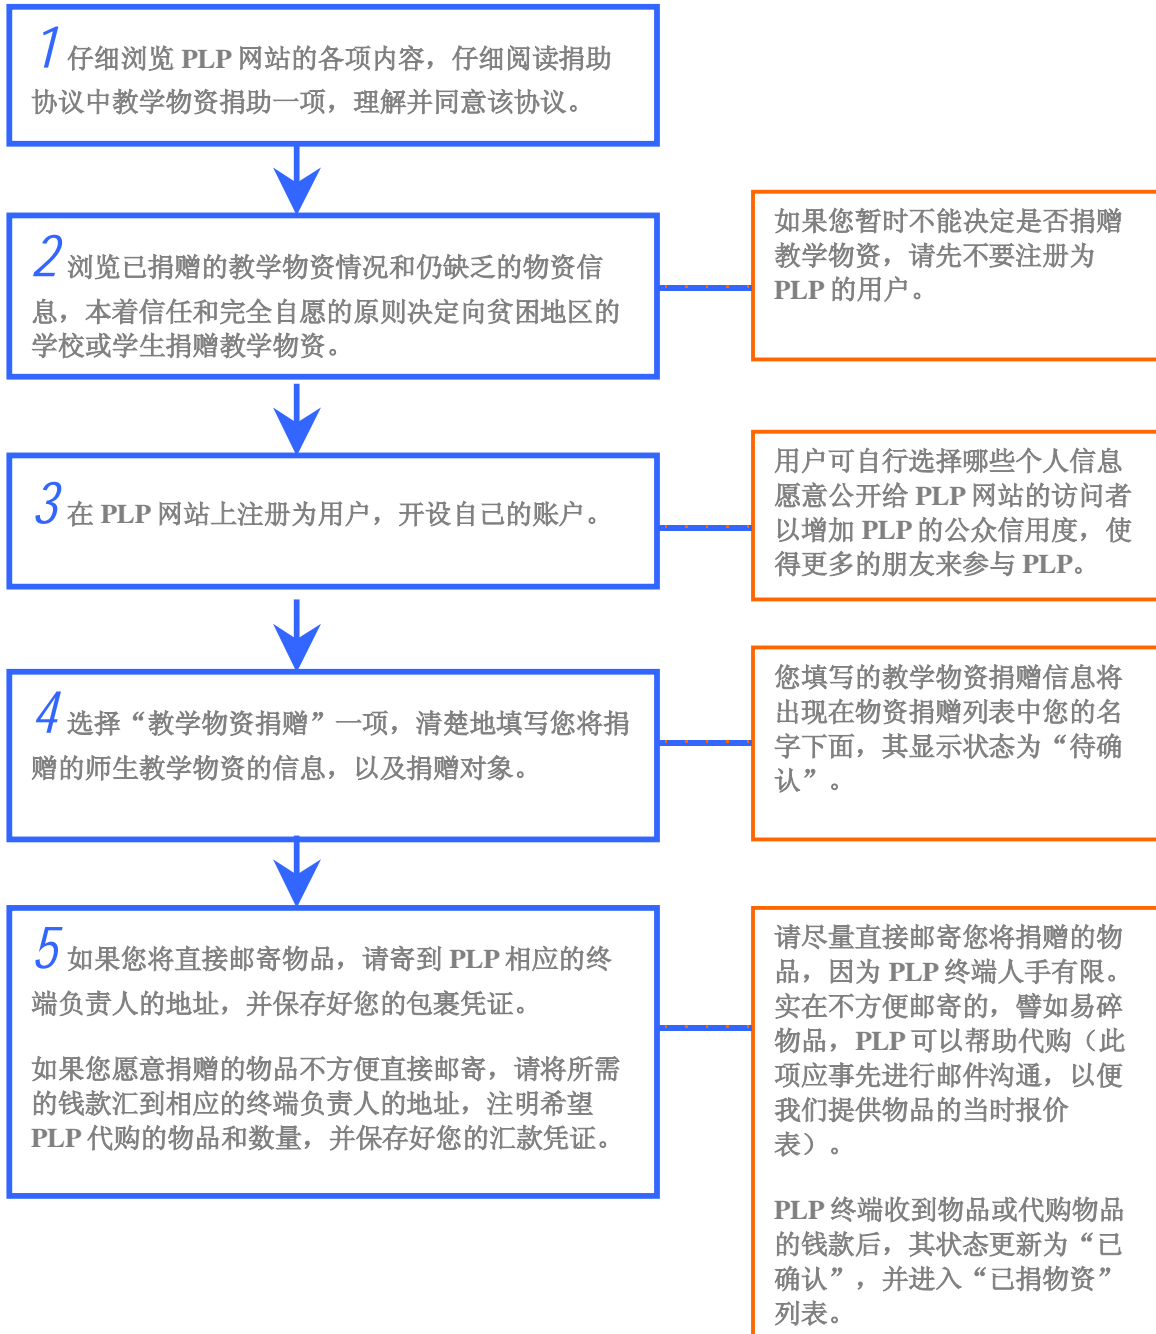 1 仔细浏览 PLP 网站的各项内容，仔细阅读捐助
协议中教学物资捐助一项，理解并同意该协议。
2 浏览已捐赠的教学物资情况和仍缺乏的物资信
息，本着信任和完全自愿的原则决定向贫困地区的
学校或学生捐赠教学物资。
如果您暂时不能决定是否捐赠
教学物资，请先不要注册为
PLP 的用户。
3 在 PLP 网站上注册为用户，开设自己的账户。
用户可自行选择哪些个人信息
愿意公开给 PLP 网站的访问者
以增加 PLP 的公众信用度，使
得更多的朋友来参与 PLP。
4 选择“教学物资捐赠”一项，清楚地填写您将捐
赠的师生教学物资的信息，以及捐赠对象。
您填写的教学物资捐赠信息将
出现在物资捐赠列表中您的名
字下面，其显示状态为“待确
认”。
5 如果您将直接邮寄物品，请寄到 PLP 相应的终
端负责人的地址，并保存好您的包裹凭证。
如果您愿意捐赠的物品不方便直接邮寄，请将所需
的钱款汇到相应的终端负责人的地址，注明希望
PLP 代购的物品和数量，并保存好您的汇款凭证。
请尽量直接邮寄您将捐赠的物
品，因为 PLP 终端人手有限。
实在不方便邮寄的，譬如易碎
物品，PLP 可以帮助代购（此
项应事先进行邮件沟通，以便
我们提供物品的当时报价
表）。
PLP 终端收到物品或代购物品
的钱款后，其状态更新为“已
确认”，并进入“已捐物资”
列表。